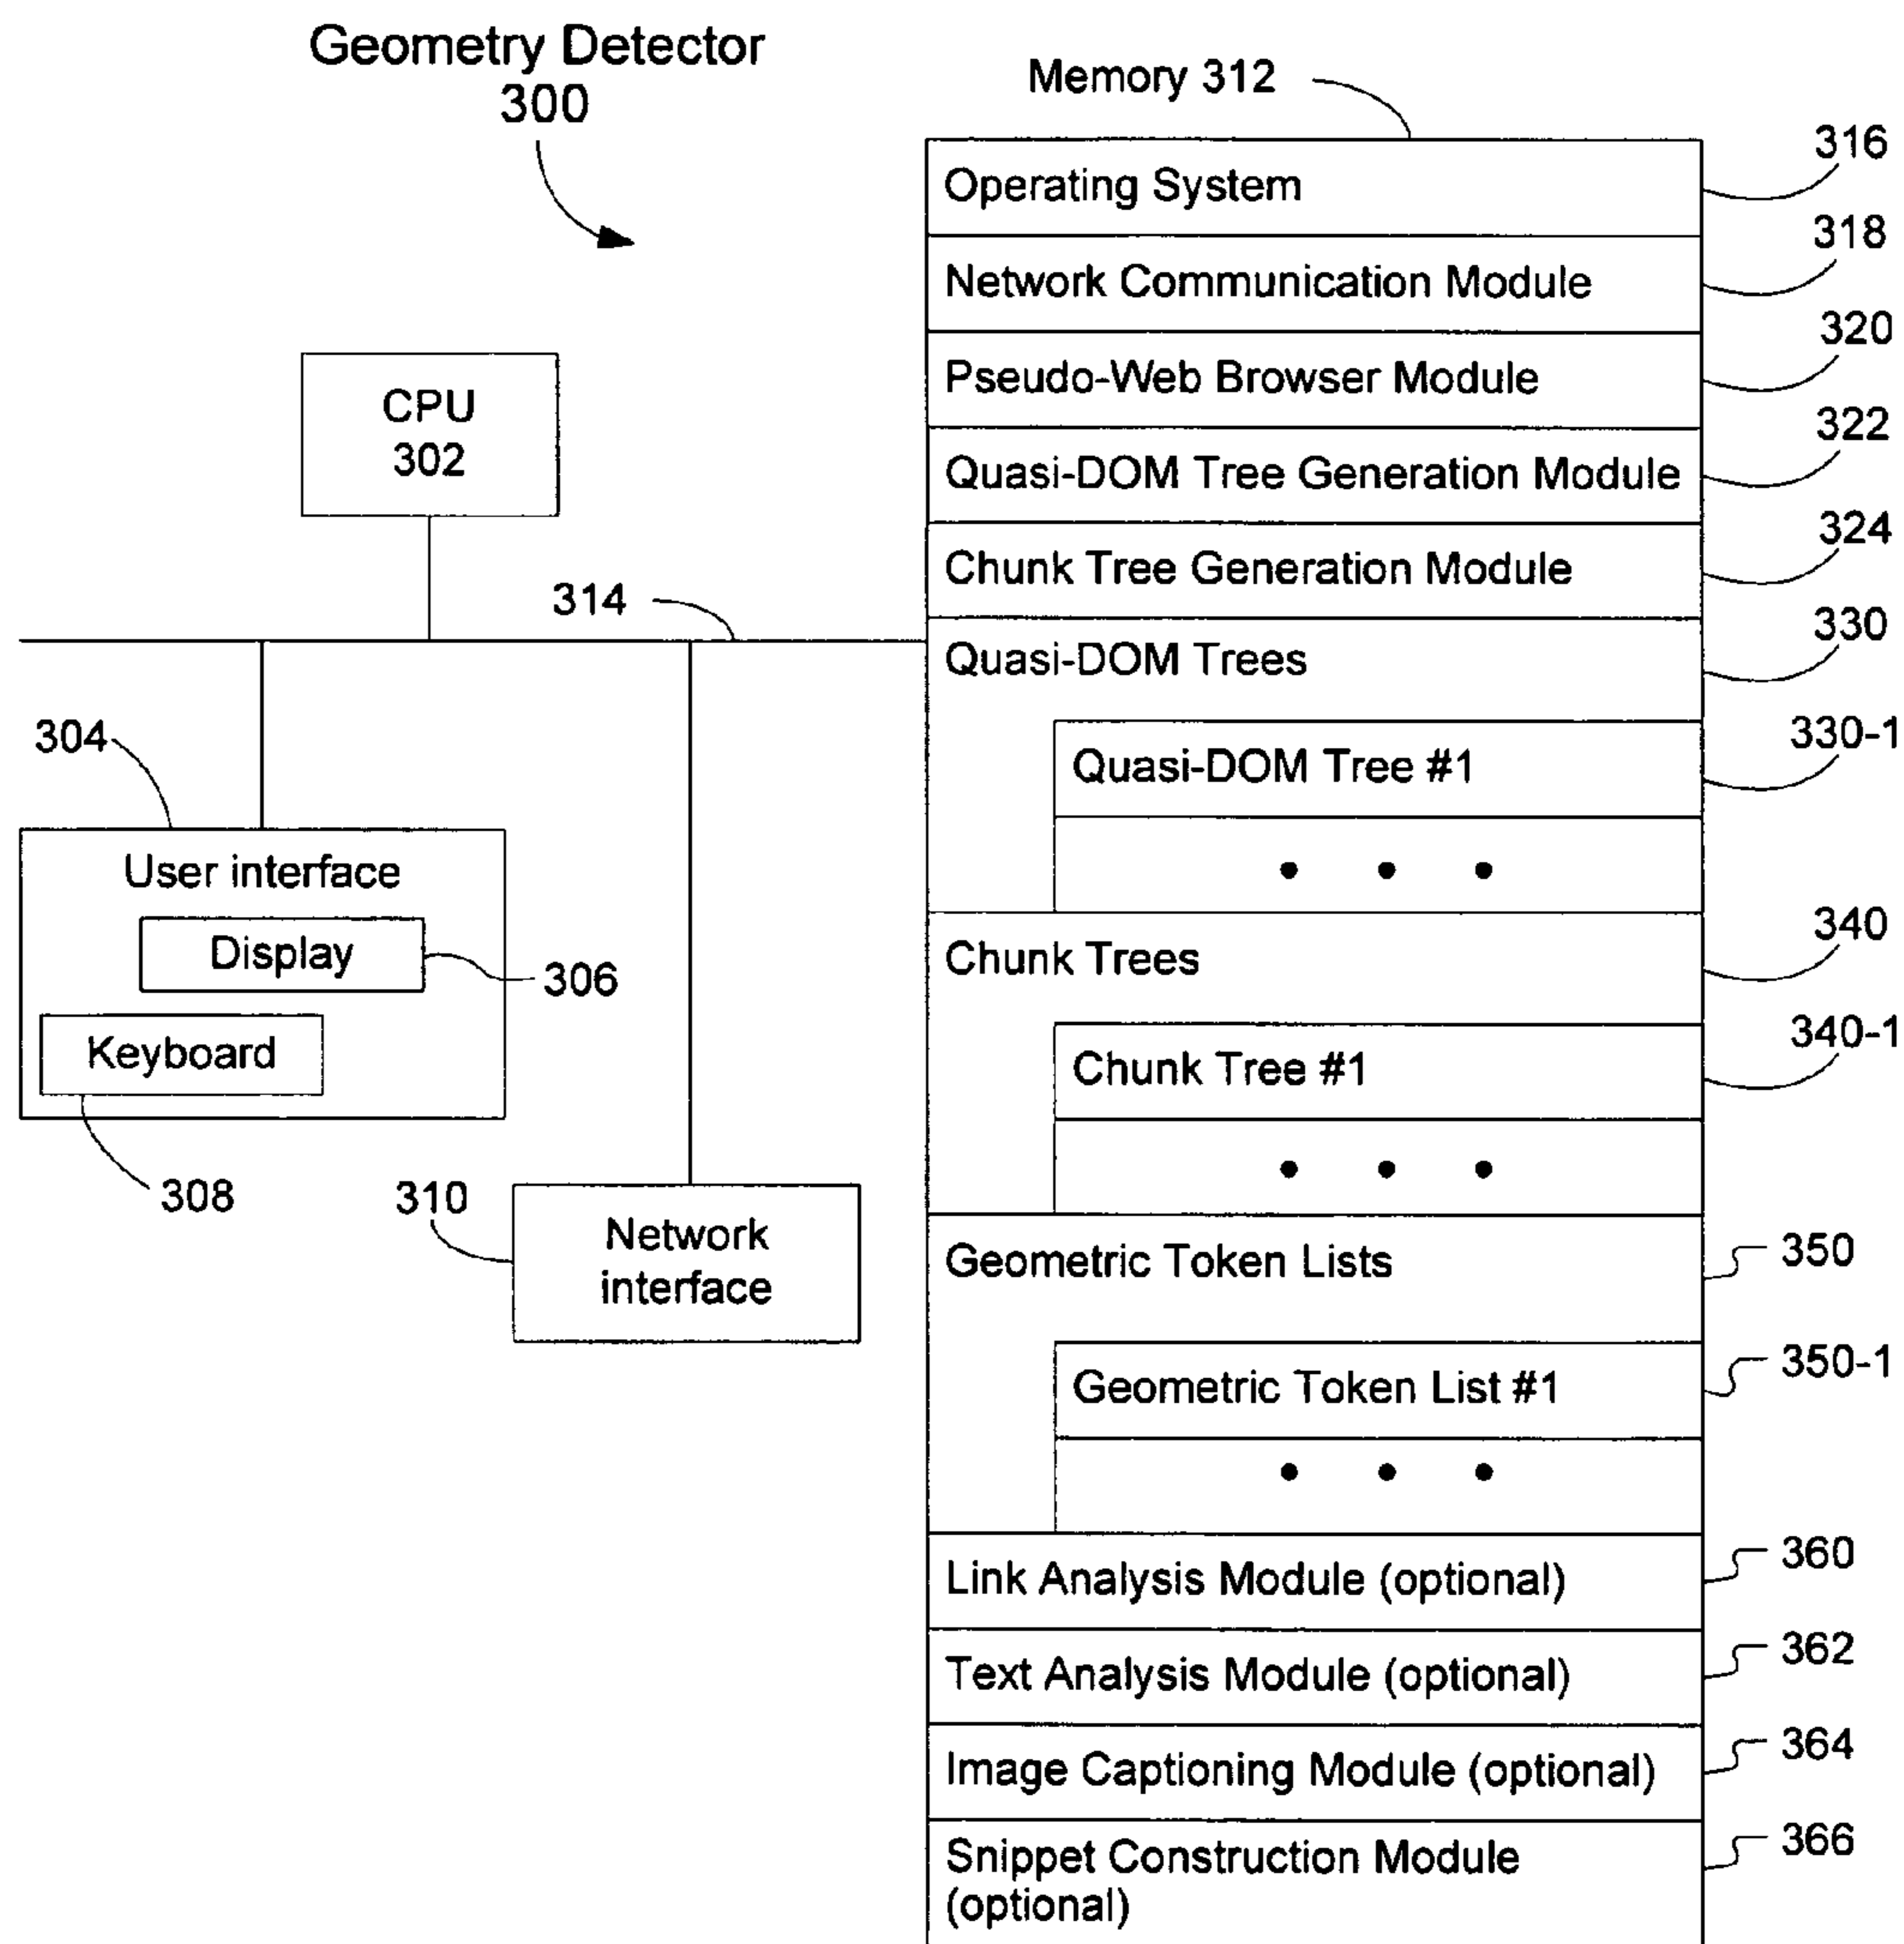 Geometry Detector
300
Memory 312
316
Operating System
318
Network Communication Module
320
Pseudo-Web Browser Module
CPU
302
322
Quasi-DOM Tree Generation Module
324
Chunk Tree Generation Module
314
330
Quasi-DOM Trees
304
330-1
Quasi-DOM Tree #1
User interface
• • •
Display
306
340
Chunk Trees
Keyboard
340-1
Chunk Tree #1
308
310
• • •
Network
interface
350
Geometric Token Lists
350-1
Geometric Token List #1
• • •
360
Link Analysis Module (optional)
362
Text Analysis Module (optional)
364
Image Captioning Module (optional)
366
Snippet Construction Module
(optional)